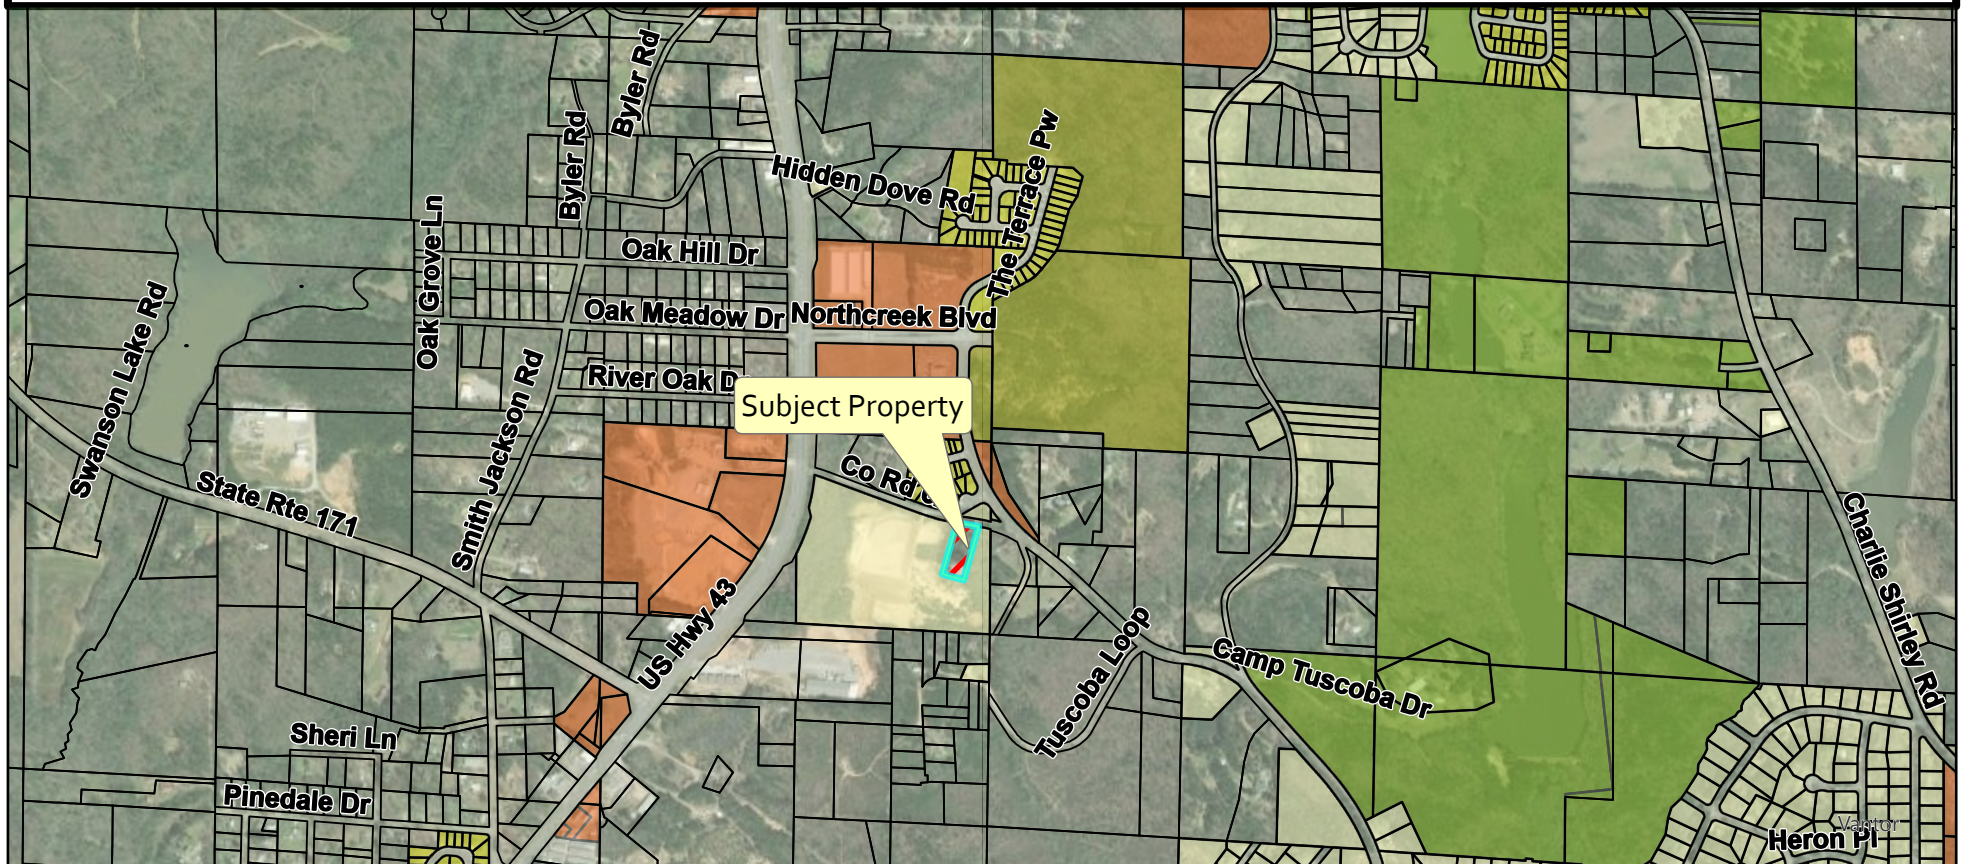 Byler Rd
Byler Rd
Hidden Dove Rd
The Terrace Pw
Oak Grove Ln
Oak Hill Dr
Oak Meadow Dr
Northcreek Blvd
Swanson Lake Rd
Smith Jackson Rd
River Oak
Subject Property
Co Rd
State Rte 171
US Hwy 43
Charlie Shirley Rd
Tuscoba Loop
Camp Tuscoba Dr
Sheri Ln
Pinedale Dr
Vantor
Heron Pl